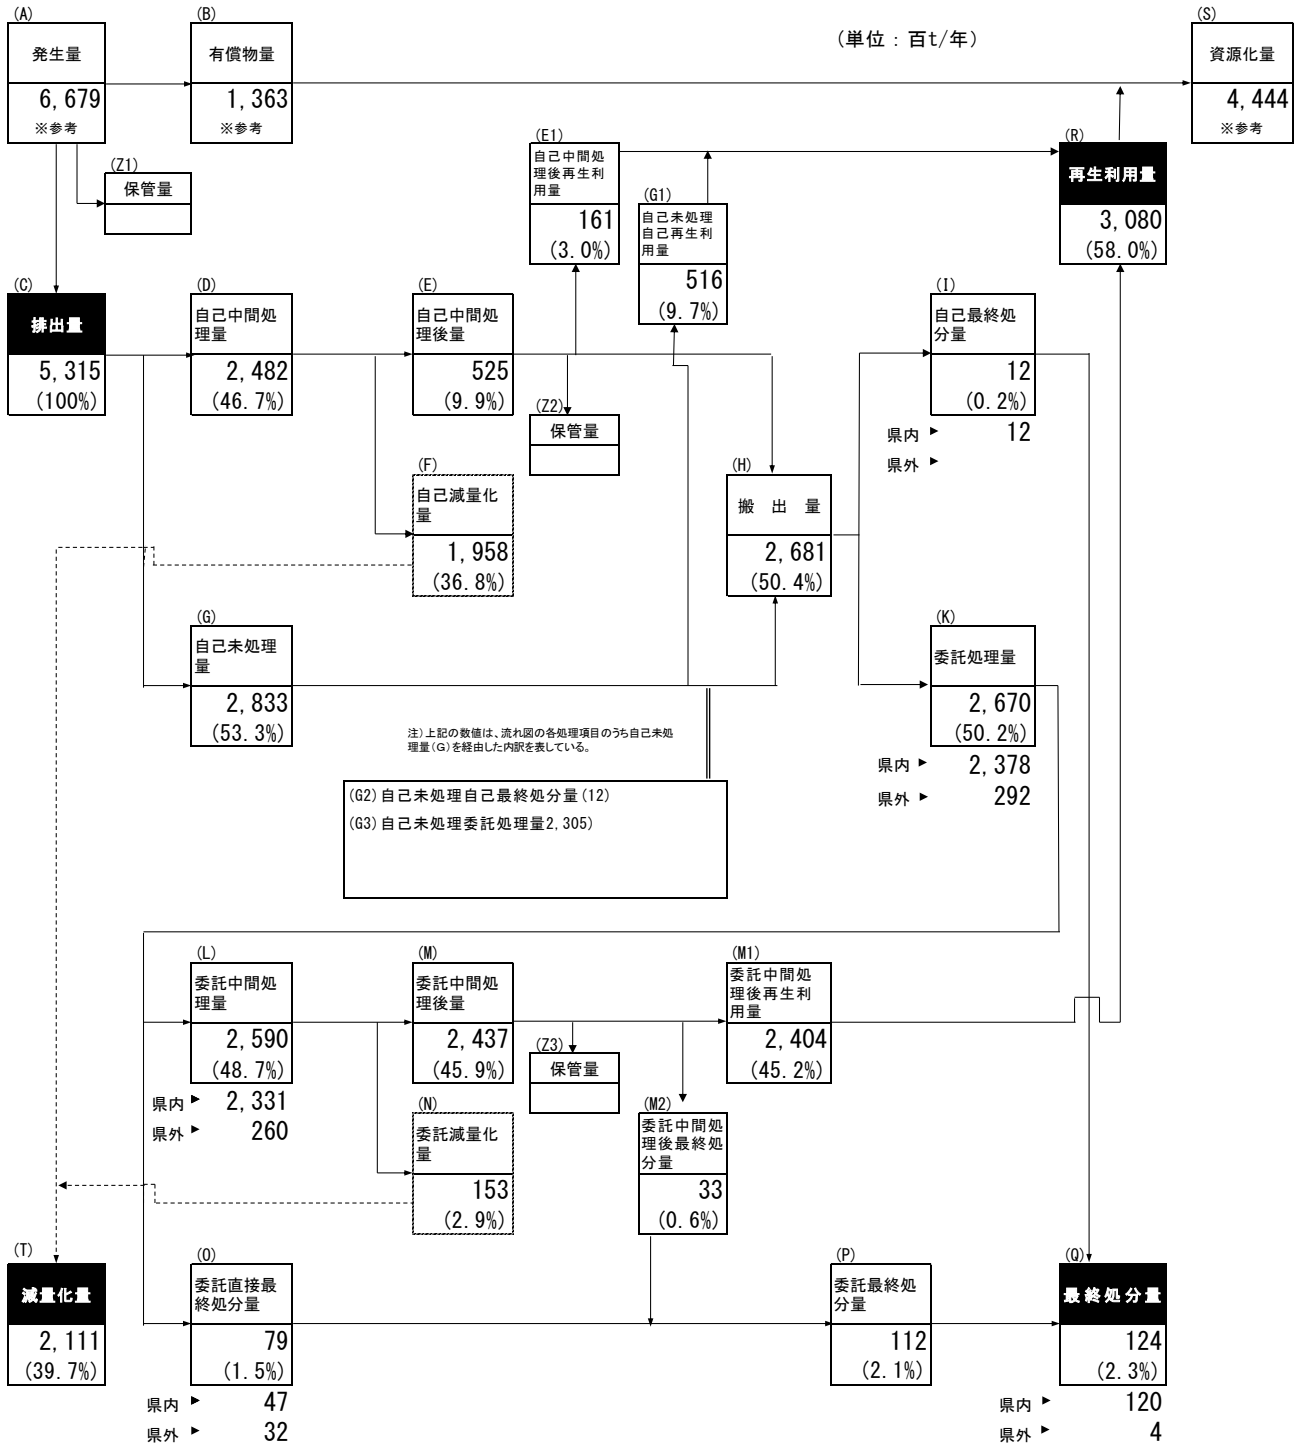 (A)
発生量
6,679
※参考
(B)
有償物量
1,363
※参考
(単位：百t/年)
(S)
資源化量
4,444
※参考
(Z1)
保管量
(E1)
自己中間処
理後再生利
用量
161
(3.0%)
(G1)
自己未処理
自己再生利
用量
516
(9.7%)
(R)
再生利用量
3,080
(58.0%)
(C)
排出量
5,315
(100%)
(D)
自己中間処
理量
2,482
(46.7%)
(E)
自己中間処
理後量
525
(9.9%)
(Z2)
保管量
(I)
自己最終処
分量
12
(0.2%)
県内 ▶ 12
県外 ▶
(F)
自己減量化
量
1,958
(36.8%)
(H)
搬 出 量
2,681
(50.4%)
(G)
自己未処理
量
2,833
(53.3%)
(K)
委託処理量
2,670
(50.2%)
県内 ▶ 2,378
県外 ▶ 292
注)上記の数値は、流れ図の各処理項目のうち自己未処
理量(G)を経由した内訳を表している。
(G2)自己未処理自己最終処分量(12)
(G3)自己未処理委託処理量2,305)
(L)
委託中間処
理量
2,590
(48.7%)
県内 ▶ 2,331
県外 ▶ 260
(M)
委託中間処
理後量
2,437
(45.9%)
(Z3)
保管量
(M1)
委託中間処
理後再生利
用量
2,404
(45.2%)
(N)
委託減量化
量
153
(2.9%)
(M2)
委託中間処
理後最終処
分量
33
(0.6%)
(T)
減量化量
2,111
(39.7%)
(O)
委託直接最
終処分量
79
(1.5%)
県内 ▶ 47
県外 ▶ 32
(P)
委託最終処
分量
112
(2.1%)
(Q)
最終処分量
124
(2.3%)
県内 ▶ 120
県外 ▶ 4